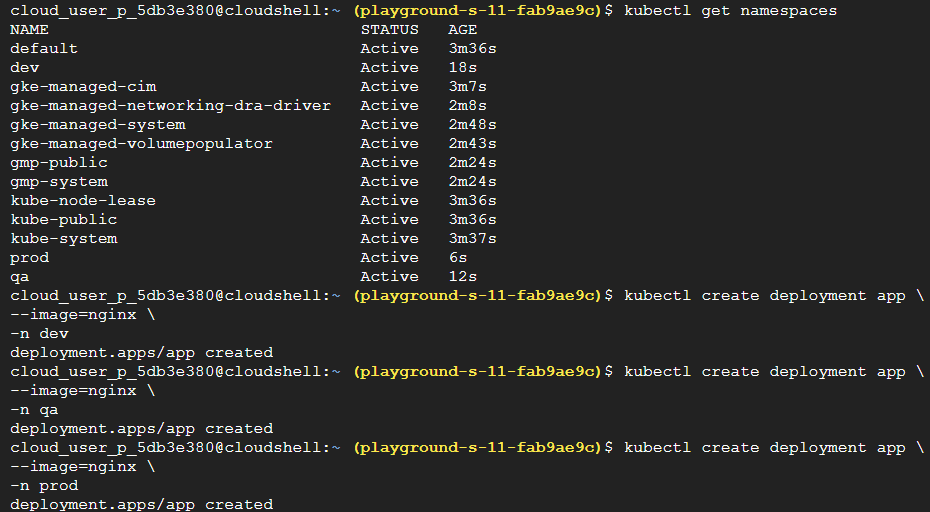 cloud_user_p_5db3e380@cloudshell:~ (playground-s-11-fab9ae9c)$ kubectl get namespaces
NAME                                STATUS   AGE
default                             Active   3m36s
dev                                 Active   18s
gke-managed-cim                     Active   3m7s
gke-managed-networking-dra-driver   Active   2m8s
gke-managed-system                  Active   2m48s
gke-managed-volumepopulator         Active   2m43s
gmp-public                          Active   2m24s
gmp-system                          Active   2m24s
kube-node-lease                     Active   3m36s
kube-public                         Active   3m36s
kube-system                         Active   3m37s
prod                                Active   6s
qa                                  Active   12s
cloud_user_p_5db3e380@cloudshell:~ (playground-s-11-fab9ae9c)$ kubectl create deployment app \
--image=nginx \
-n dev
deployment.apps/app created
cloud_user_p_5db3e380@cloudshell:~ (playground-s-11-fab9ae9c)$ kubectl create deployment app \
--image=nginx \
-n qa
deployment.apps/app created
cloud_user_p_5db3e380@cloudshell:~ (playground-s-11-fab9ae9c)$ kubectl create deployment app \
--image=nginx \
-n prod
deployment.apps/app created